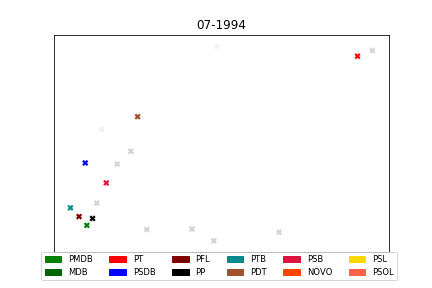 07-1994
PMDB PT PFL PTB PSB PSL
MDB PSDB PP PDT NOVO PSOL